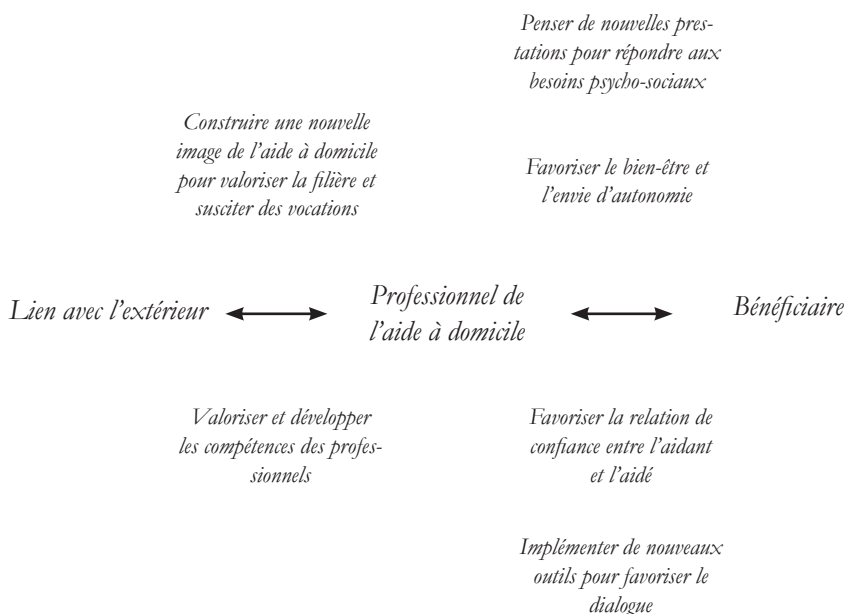 Penser de nouvelles pres-
tations pour répondre aux
besoins psycho-sociaux
Construire une nouvelle
image de l'aide à domicile
pour valoriser la filière et
susciter des vocations
Favoriser le bien-être et
l'envie d'autonomie
Lien avec l'extérieur
Professionnel de
l'aide à domicile
Bénéficiaire
Valoriser et développer
les compétences des profes-
sionnels
Favoriser la relation de
confiance entre l'aidant
et l'aidé
Implémenter de nouveaux
outils pour favoriser le
dialogue